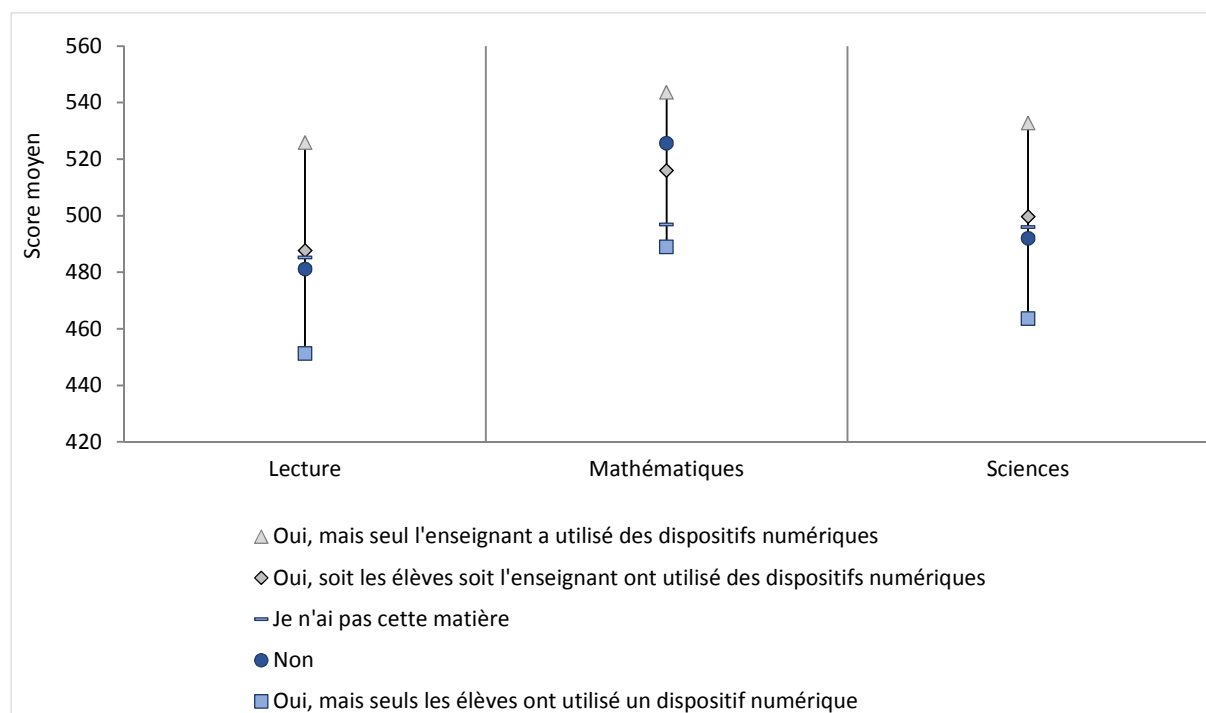 560
540
520
500
480
460
440
420
Score moyen
Lecture
Mathématiques
Sciences
Oui, mais seul l'enseignant a utilisé des dispositifs numériques
Oui, soit les élèves soit l'enseignant ont utilisé des dispositifs numériques
Je n'ai pas cette matière
Non
Oui, mais seuls les élèves ont utilisé un dispositif numérique